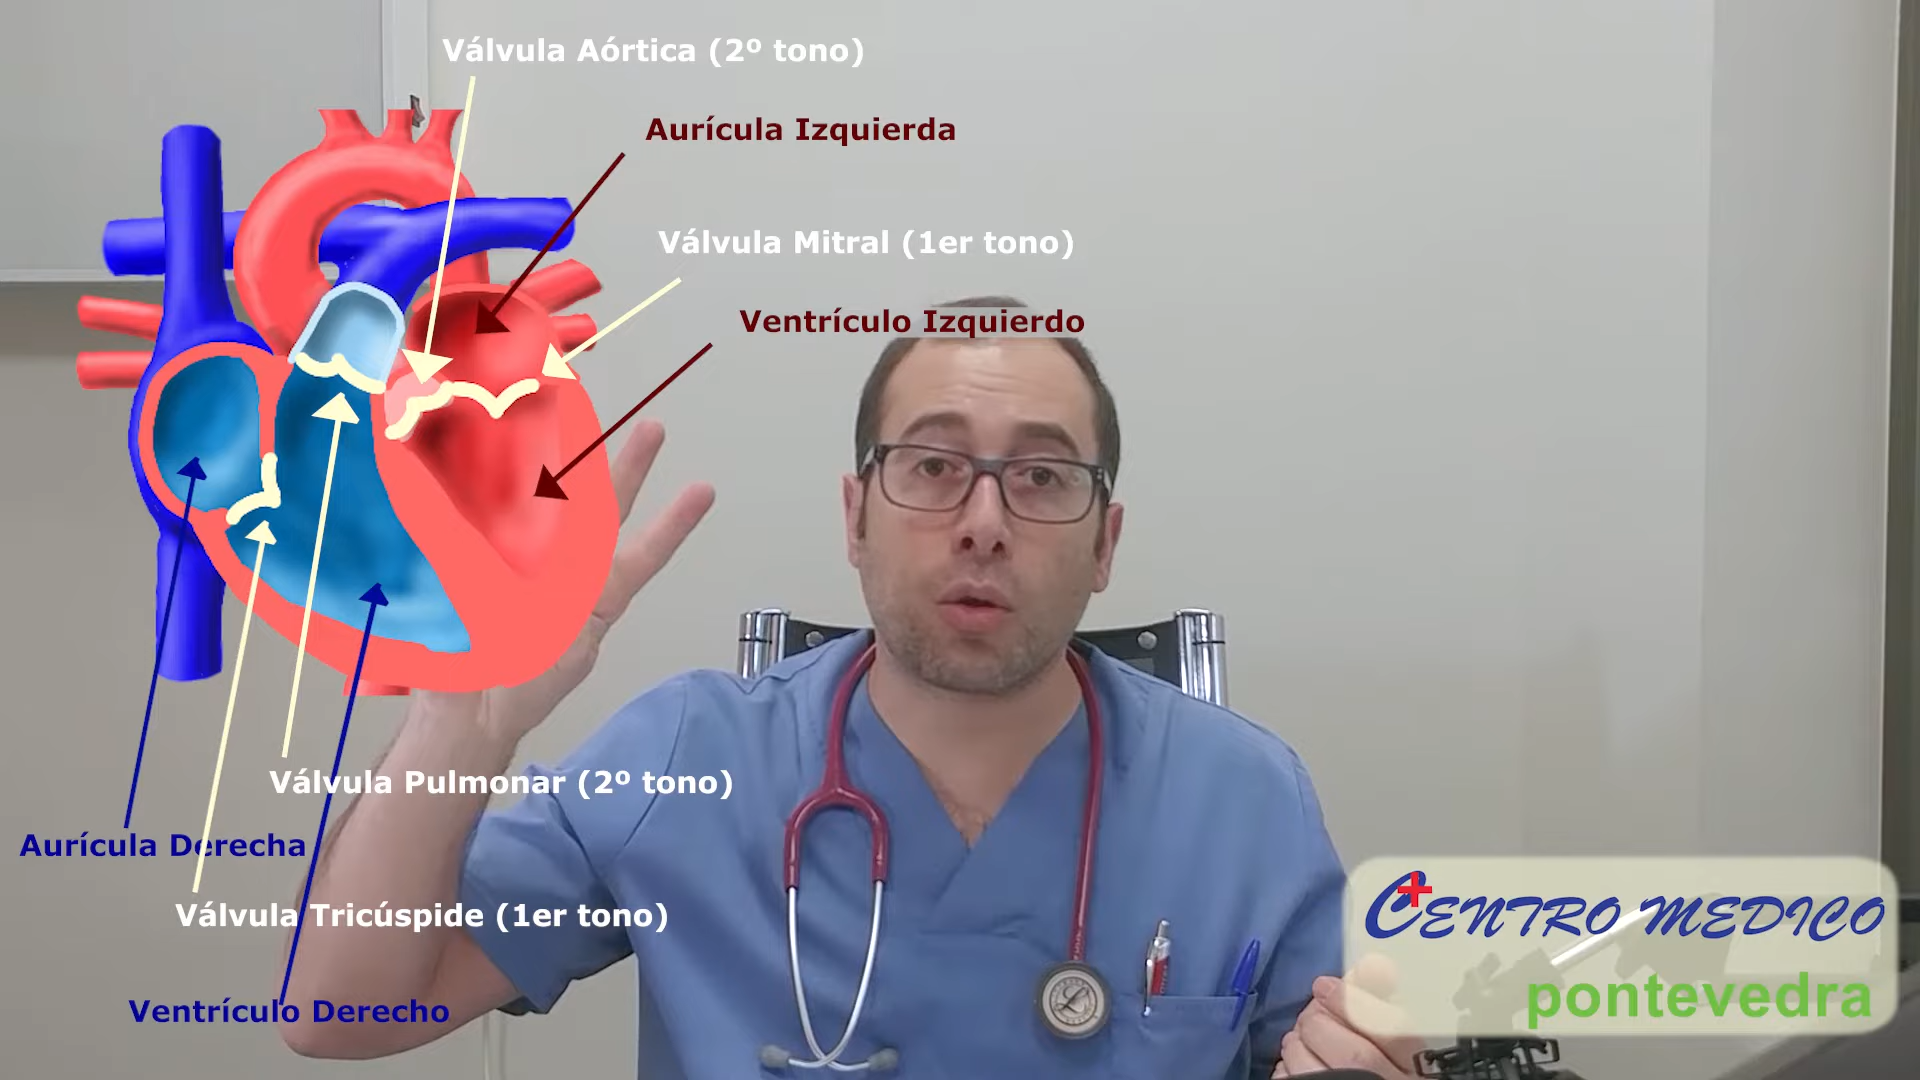 Válvula Aórtica (2º tono)
Aurícula Izquierda
Válvula Mitral (1er tono)
Ventrículo Izquierdo
Válvula Pulmonar (2º tono)
Aurícula Derecha
Válvula Tricúspide (1er tono)
Ventrículo Derecho
CENTRO MEDICO
pontevedra